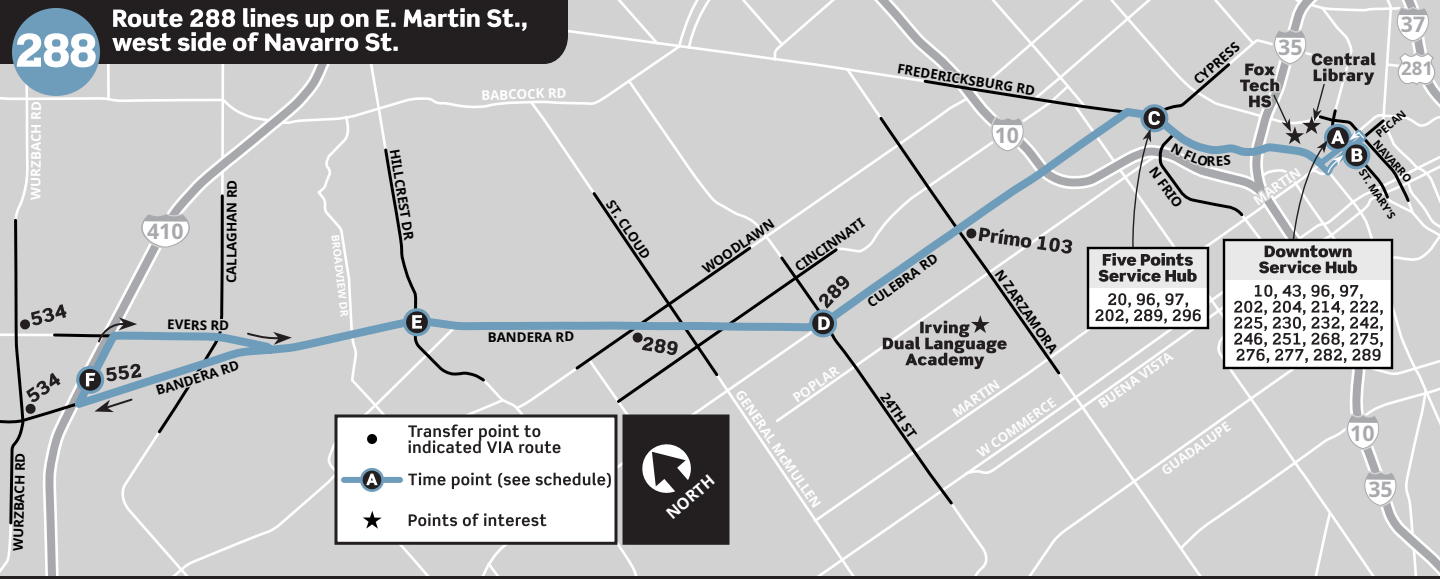 288
Route 288 lines up on E. Martin St.,
west side of Navarro St.
37
35
281
Central
Library
Fox
Tech
HS
CYPRESS
FREDERICKSBURG RD
BABCOCK RD
WURZBACH RD
10
C
A
B
PECAN
NAVARRO
ST. MARY'S
N FLORES
N FRIO
MARTIN
HILLCREST DR
CALLAGHAN RD
410
BROADVIEW DR
ST. CLOUD
WOODLAWN
CINCINNATI
Prímo 103
CULEBRA RD
289
N ZARZAMORA
Five Points
Service Hub
20, 96, 97,
202, 289, 296
Downtown
Service Hub
10, 43, 96, 97,
202, 204, 214, 222,
225, 230, 232, 242,
246, 251, 268, 275,
276, 277, 282, 289
534
EVERS RD
E
BANDERA RD
289
D
Irving
Dual Language
Academy
F
552
534
BANDERA RD
POPLAR
MARTIN
BUENA VISTA
W COMMERCE
GUADALUPE
24TH ST
GENERAL McMULLEN
10
35
WURZBACH RD
Transfer point to
indicated VIA route
A
Time point (see schedule)
Points of interest
NORTH